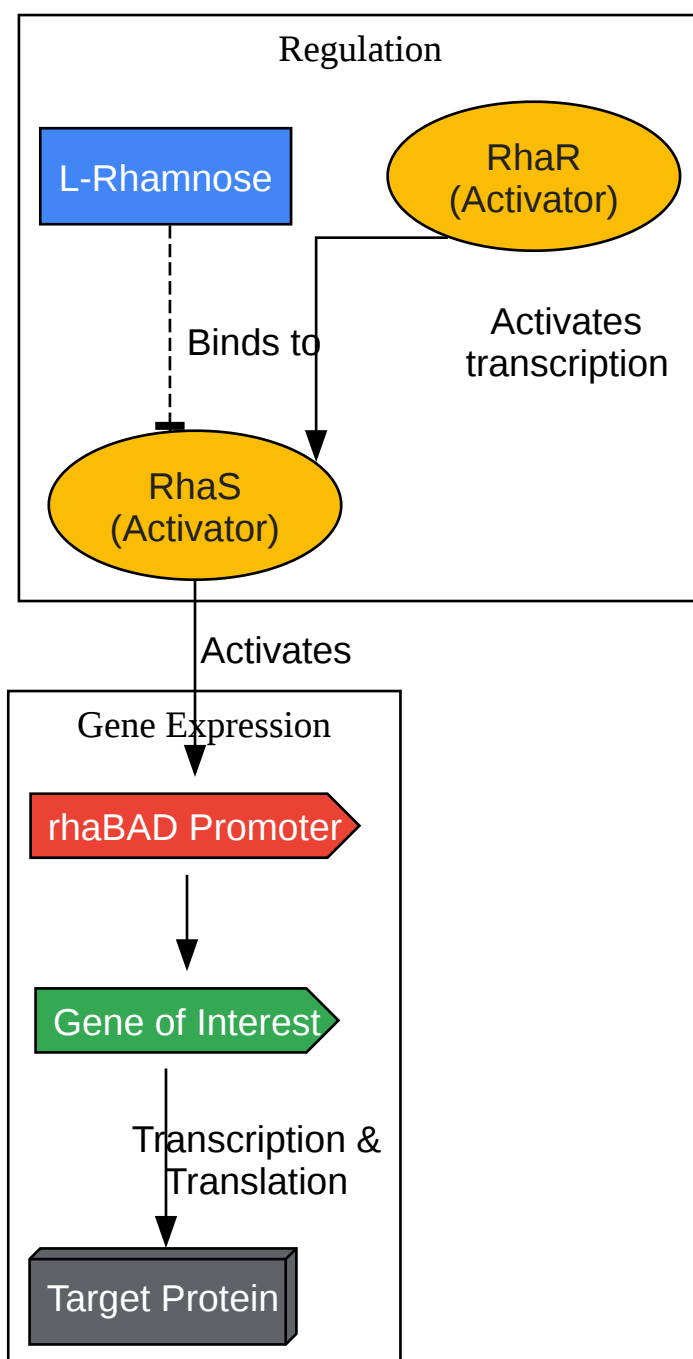 Regulation
L-Rhamnose
RhaR
(Activator)
Binds to
Activates
transcription
RhaS
(Activator)
Activates
Gene Expression
rhaBAD Promoter
Gene of Interest
Transcription &
Translation
Target Protein